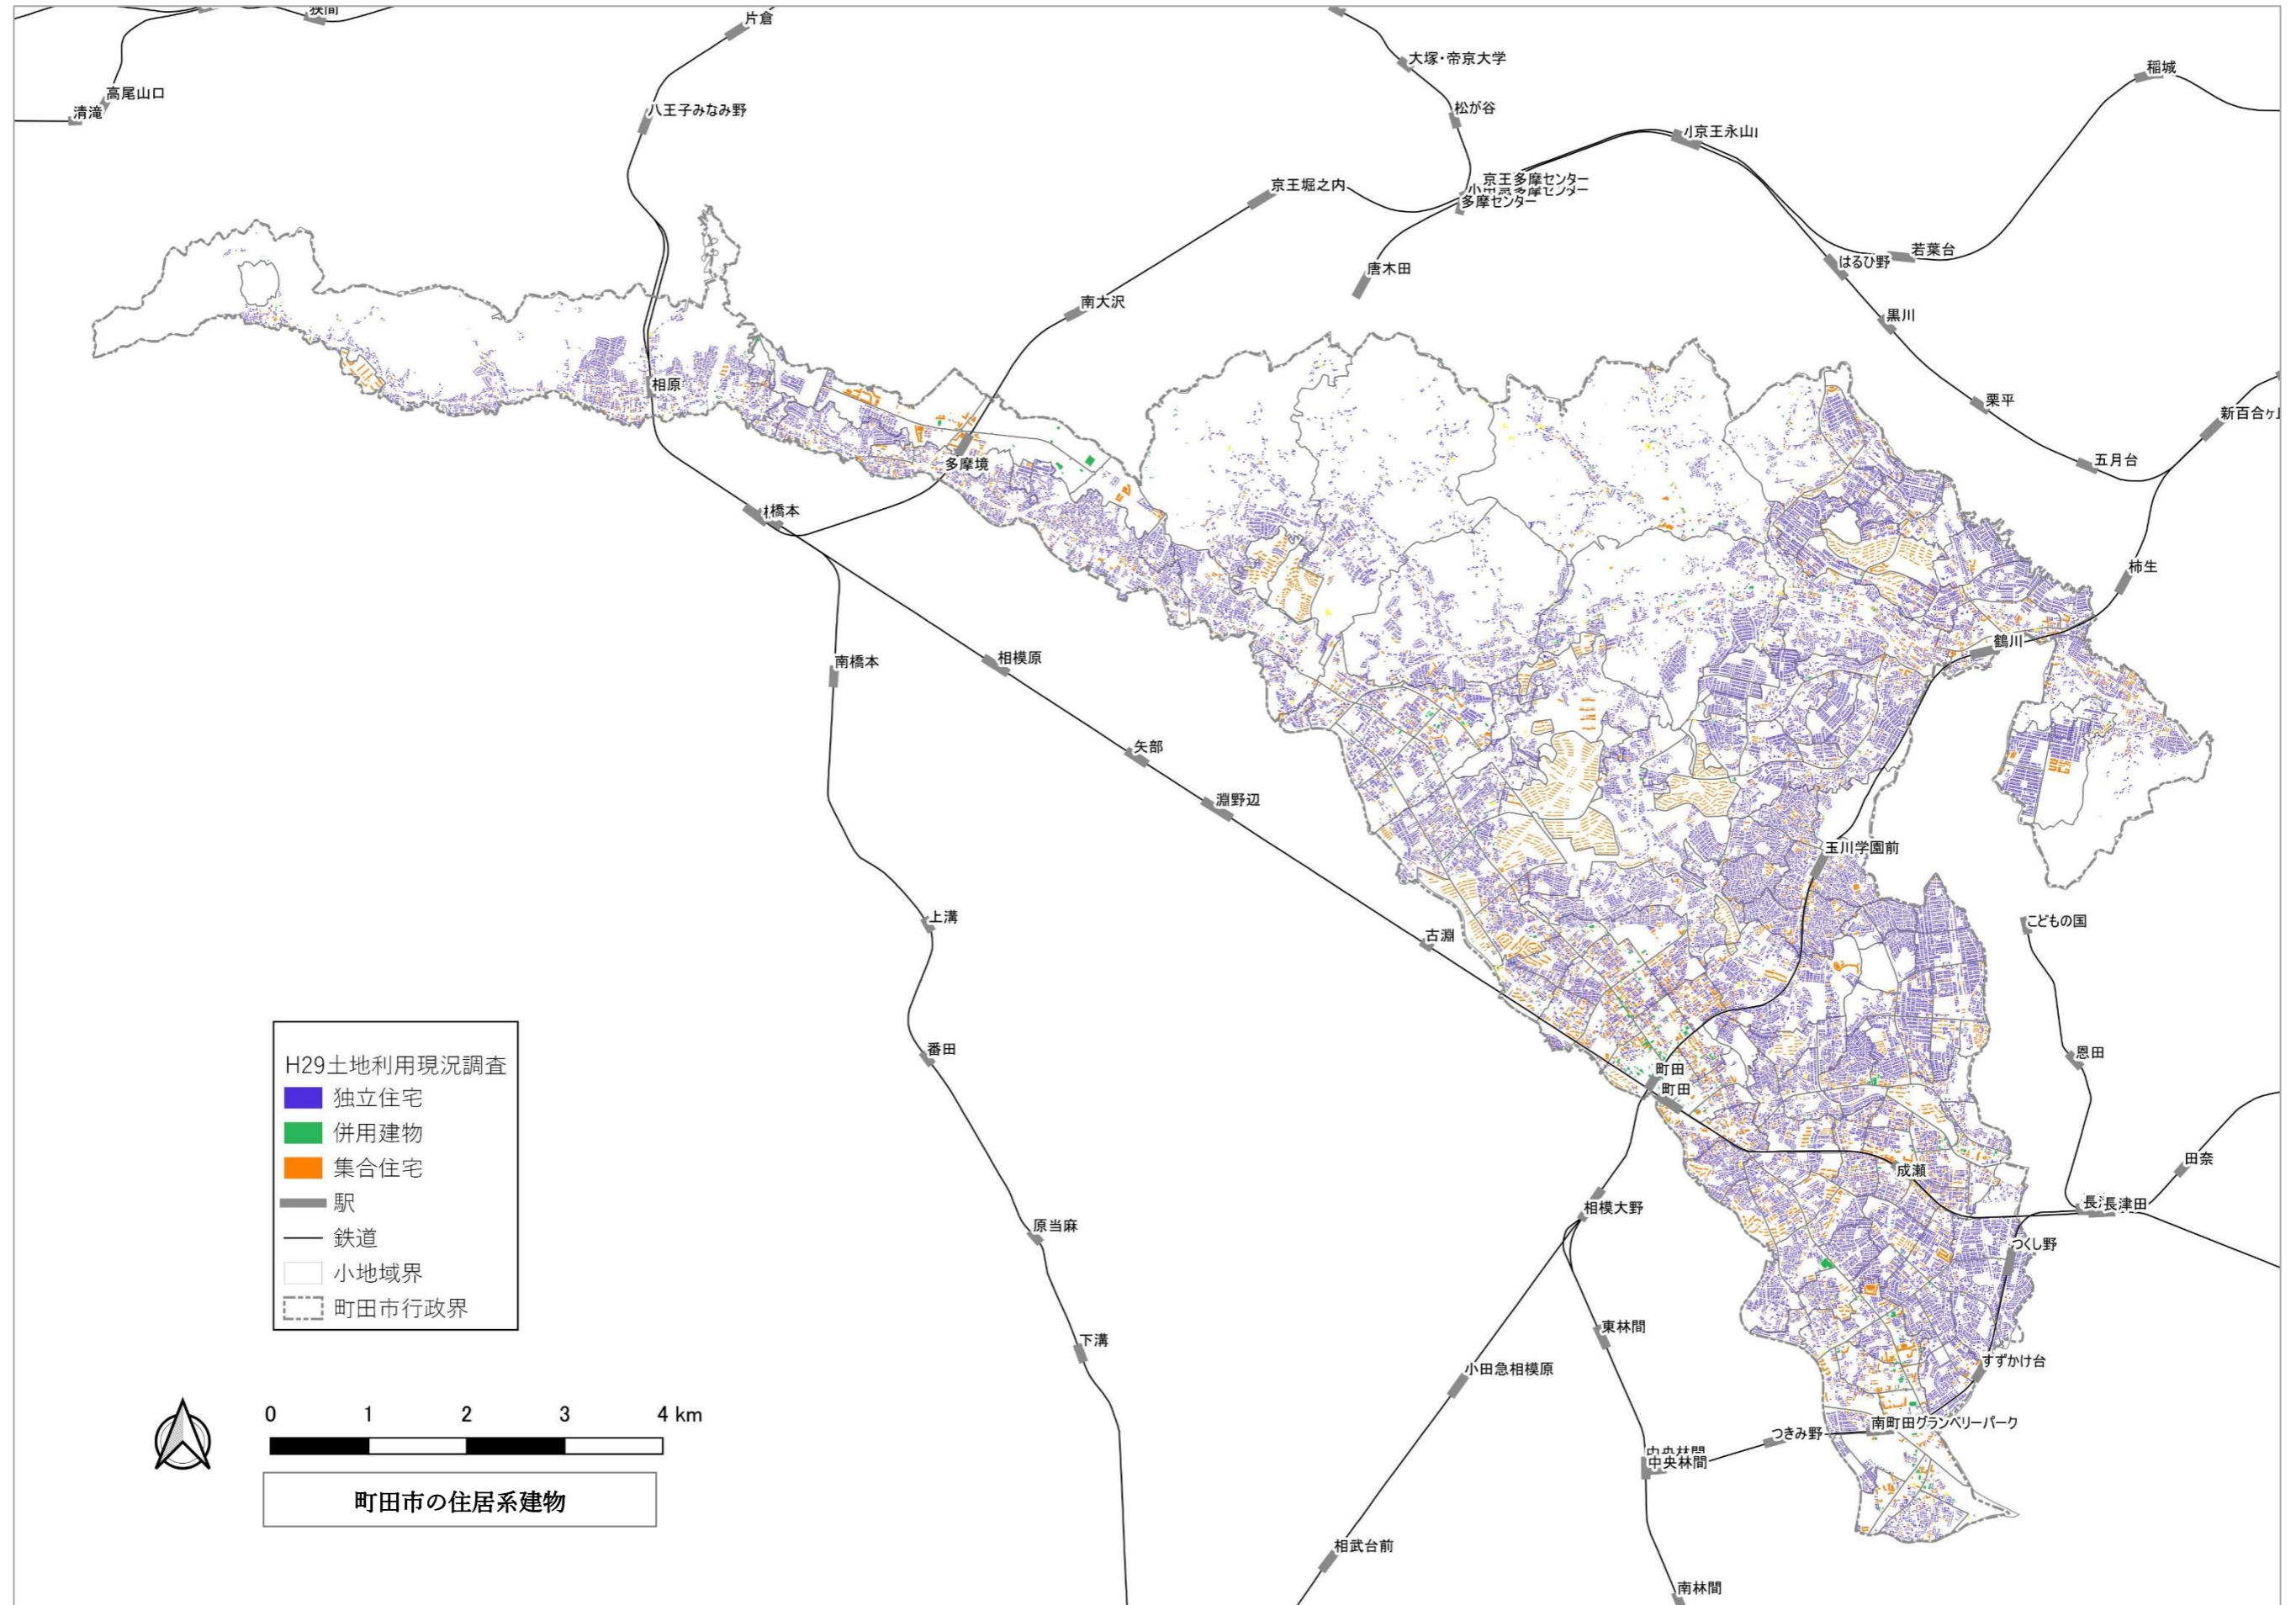 狭間
片倉
大塚・帝京大学
稲城
高尾山口
清滝
八王子みなみ野
松が谷
京王永山
京王堀之内
京王多摩センター
多摩センター
若葉台
はるひ野
唐木田
南大沢
黒川
相原
栗平
新百合ヶ
五月台
多摩境
橋本
柿生
鶴川
南橋本
相模原
矢部
淵野辺
玉川学園前
上溝
古淵
こどもの国
番田
恩田
町田
町田
田奈
成瀬
長津田
相模大野
原当麻
つくし野
東林間
下溝
すずかけ台
小田急相模原
南町田グランベリーパーク
つきみ野
中央林間
中央林間
相武台前
南林間
H29土地利用現況調査
独立住宅
併用建物
集合住宅
駅
鉄道
小地域界
町田市行政界
0 1 2 3 4 km
町田市の住居系建物